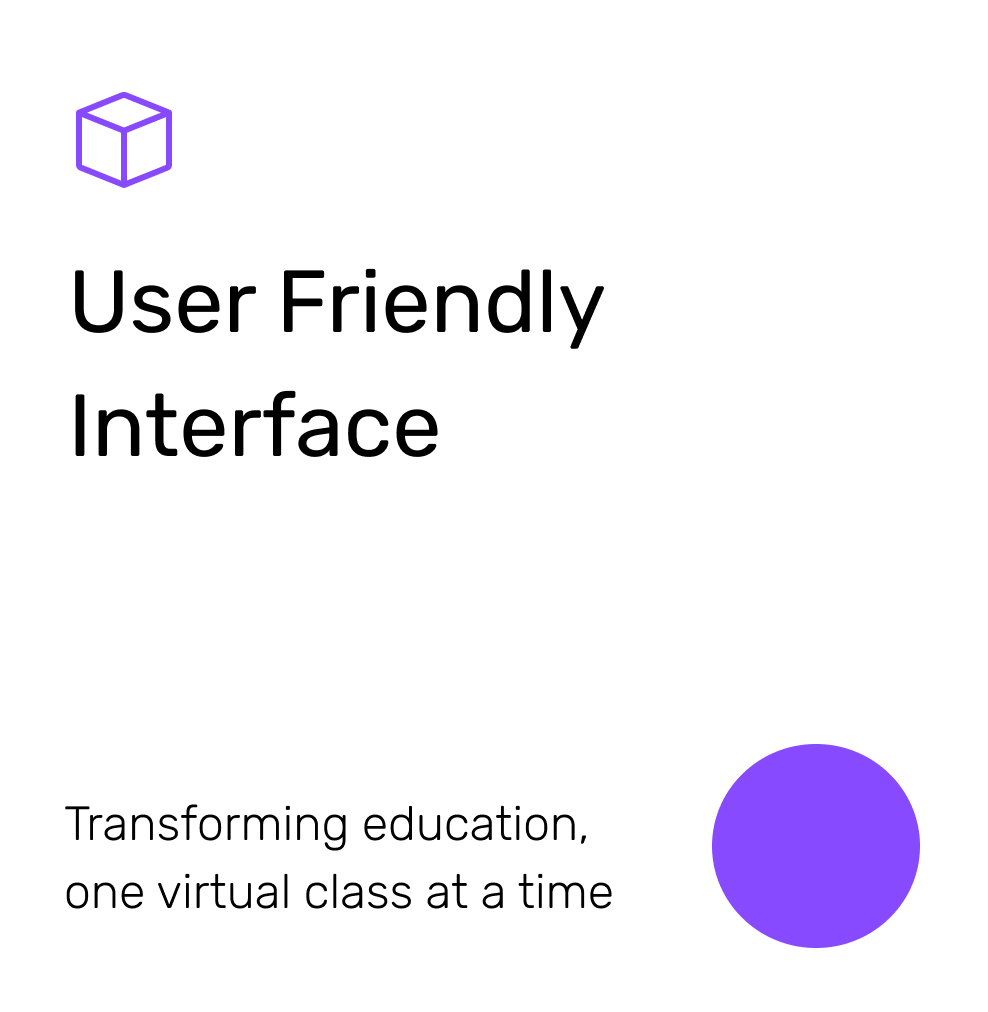 User Friendly
Interface
Transforming education,
one virtual class at a time